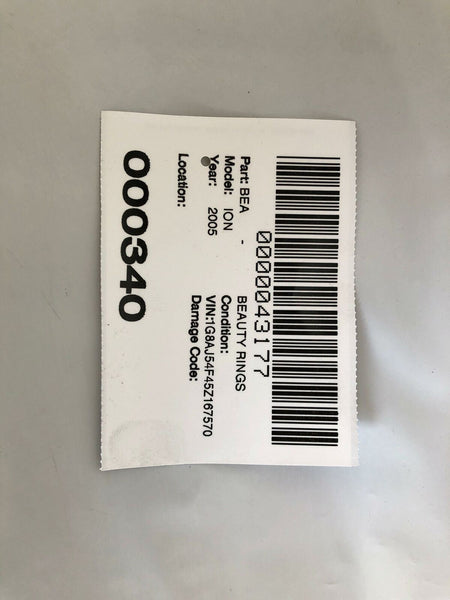 0000043177
Part: BEA - BEAUTY RINGS
Model: ION Condition:
Year: 2005 VIN:1G8AJ54F45Z167570
Damage Code:
Location:
000340